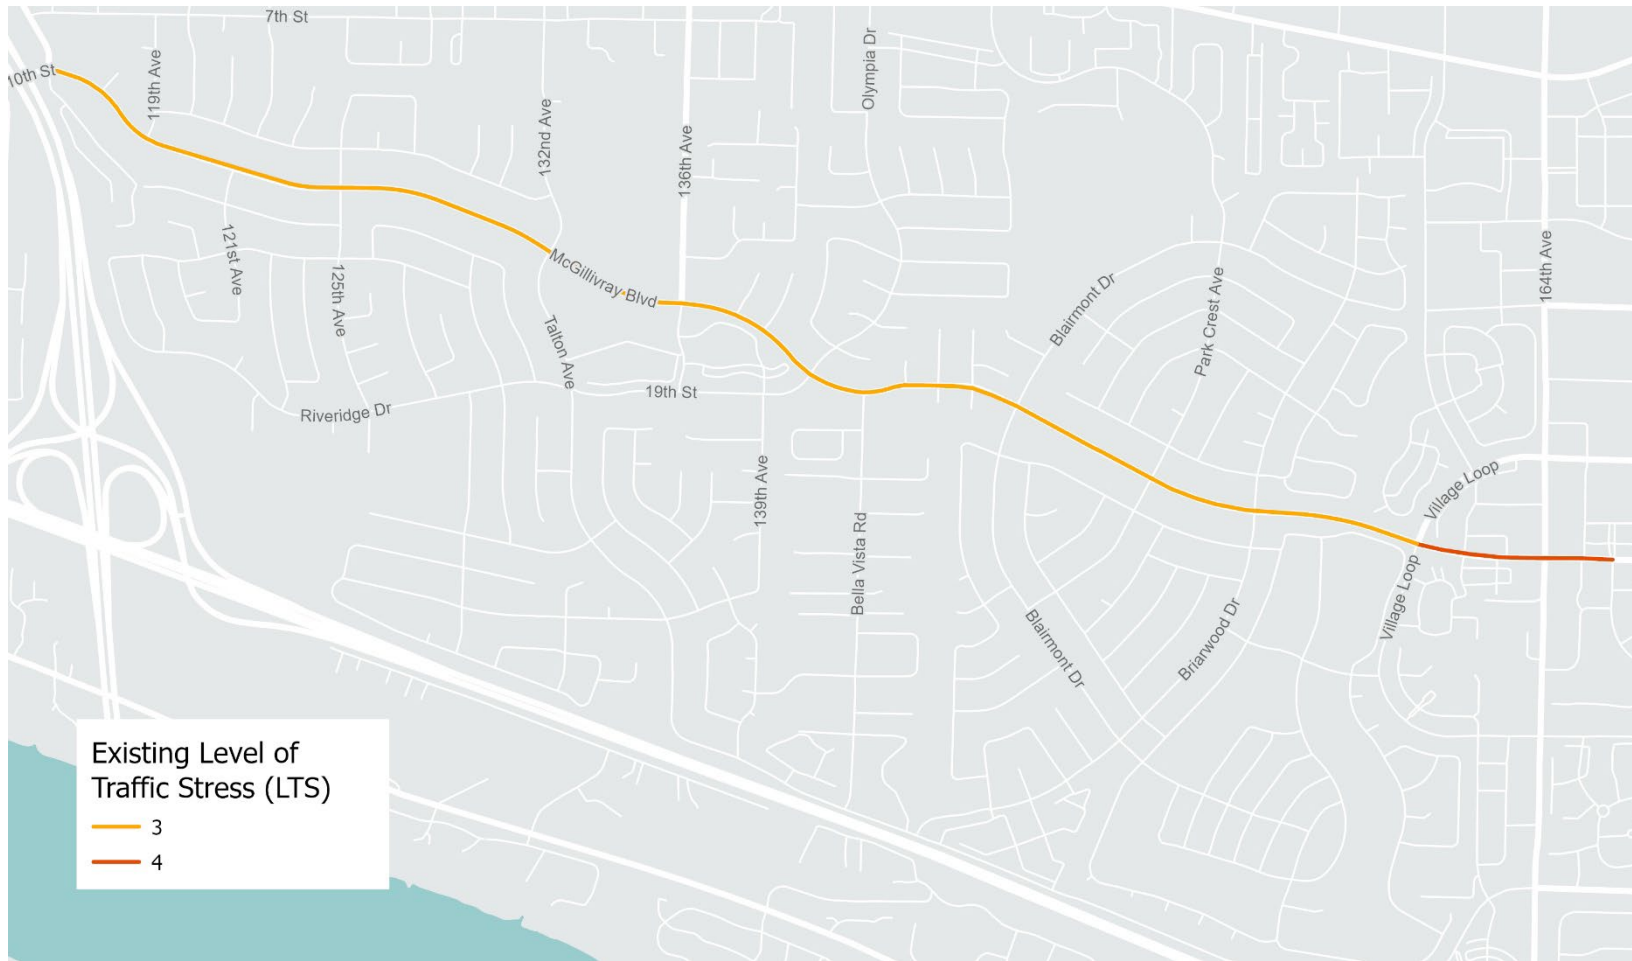 7th St
10th St
119th Ave
Olympia Dr
132nd Ave
136th Ave
121st Ave
125th Ave
McGillivray Blvd
164th Ave
Blairmont Dr
Park Crest Ave
Talton Ave
19th St
Riveridge Dr
139th Ave
Village Loop
Bella Vista Rd
Village Loop
Blairmont Dr
Briarwood Dr
Existing Level of
Traffic Stress (LTS)
3
4